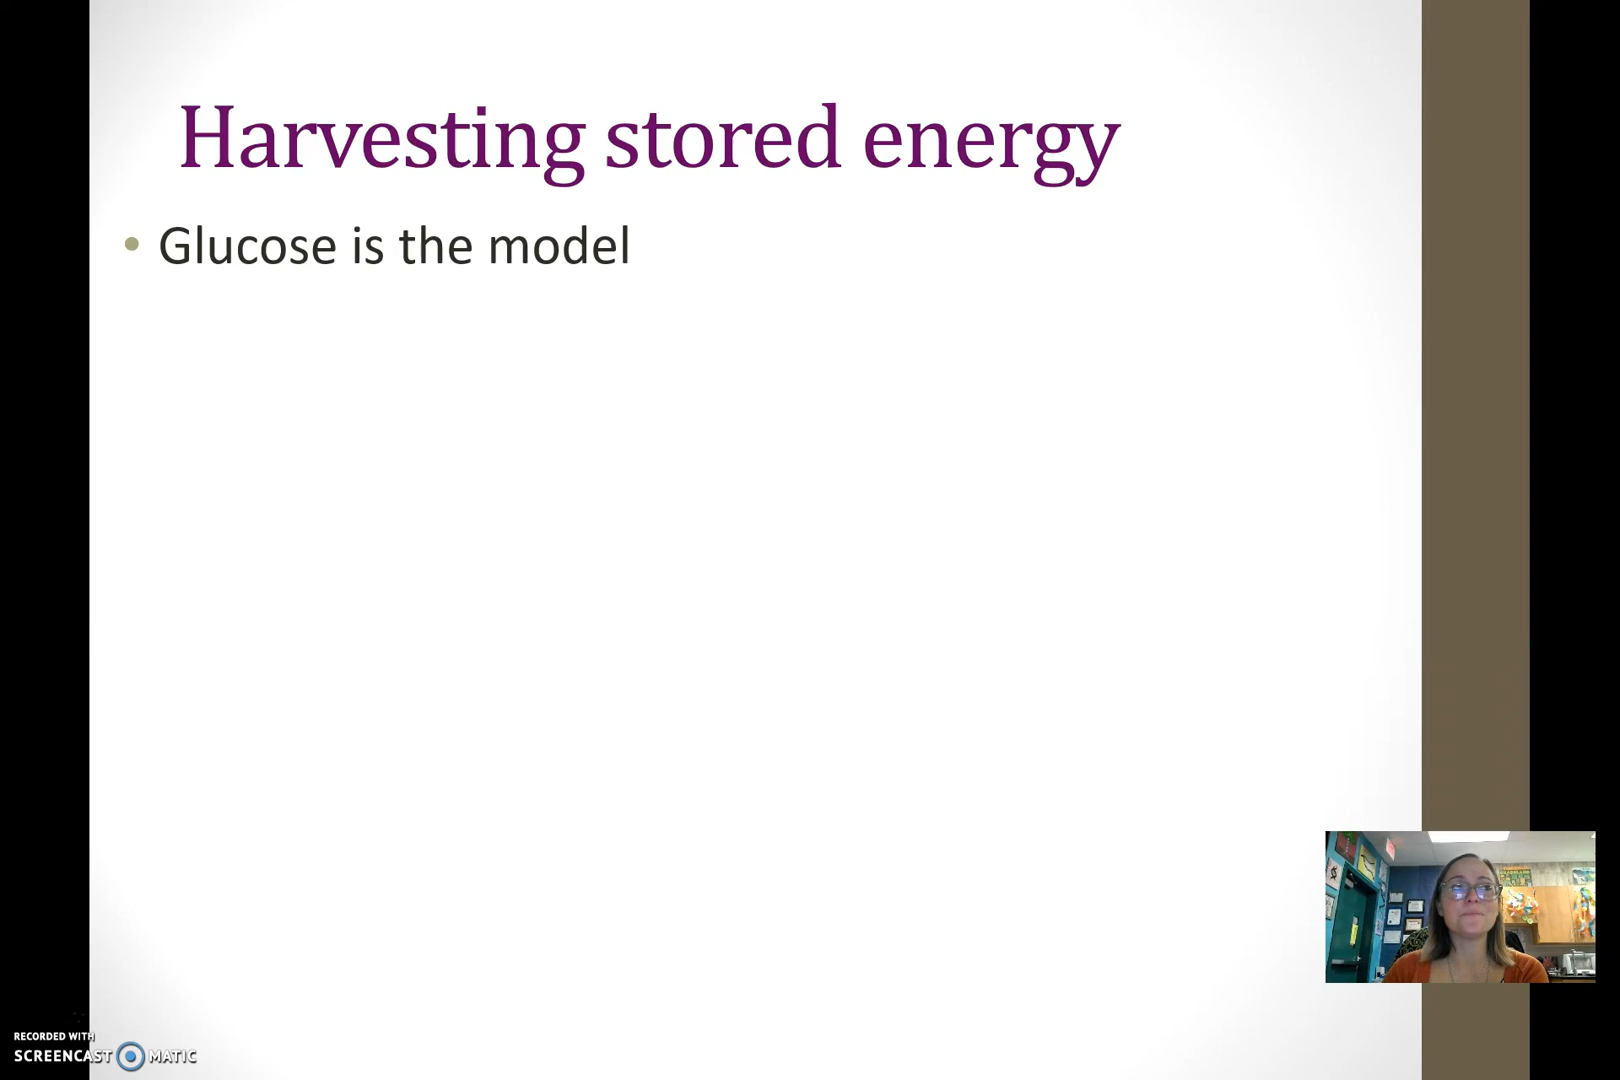 Harvesting stored energy
• Glucose is the model
RECORDED WITH
SCREENCAST MATIC